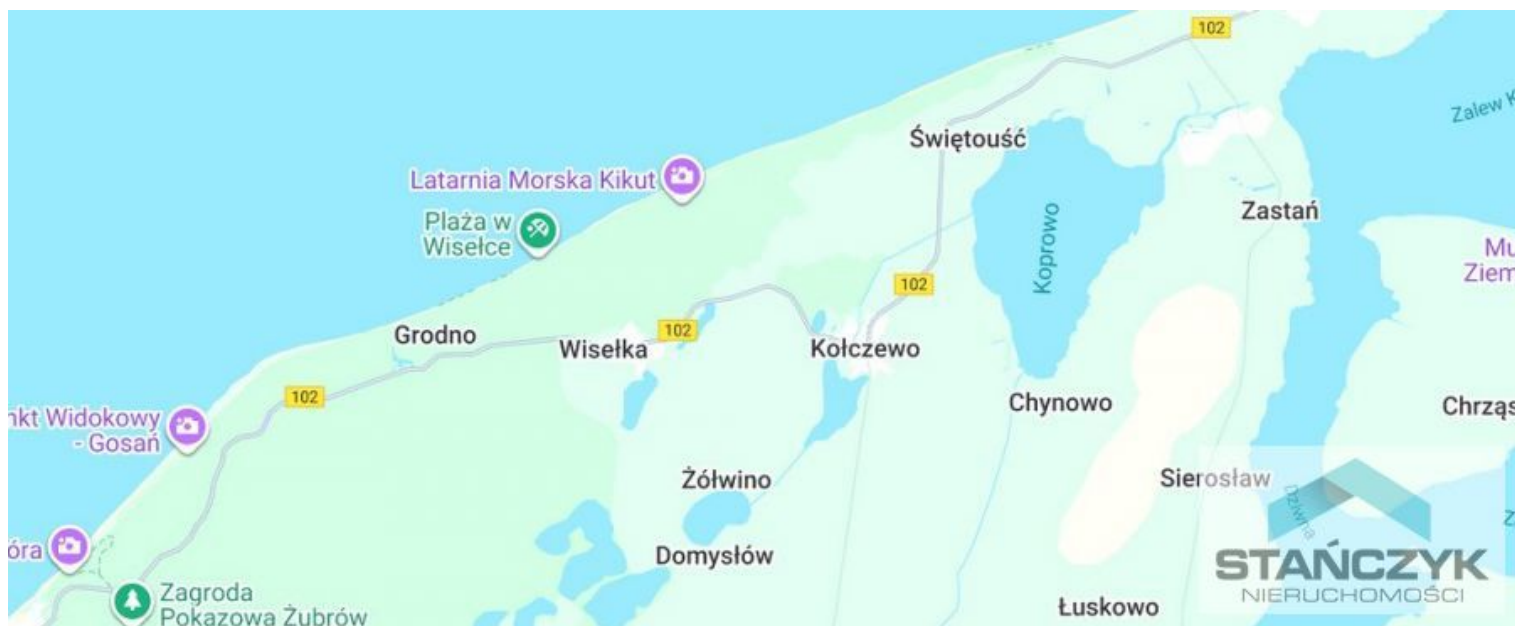 102
Zalew K
Świętouść
Latarnia Morska Kikut
Zastań
Plaża w
Wisełce
Koprowo
Mu
Ziem
102
Grodno
102
Wisełka
Kołczewo
102
Chynowo
Chrząs
nkt Widokowy
- Gosań
Żółwino
Sierosław
Dziwna
Z
óra
Domysłów
STAŃCZYK
NIERUCHOMOŚCI
Zagroda
Pokazowa Żubrów
Łuskowo